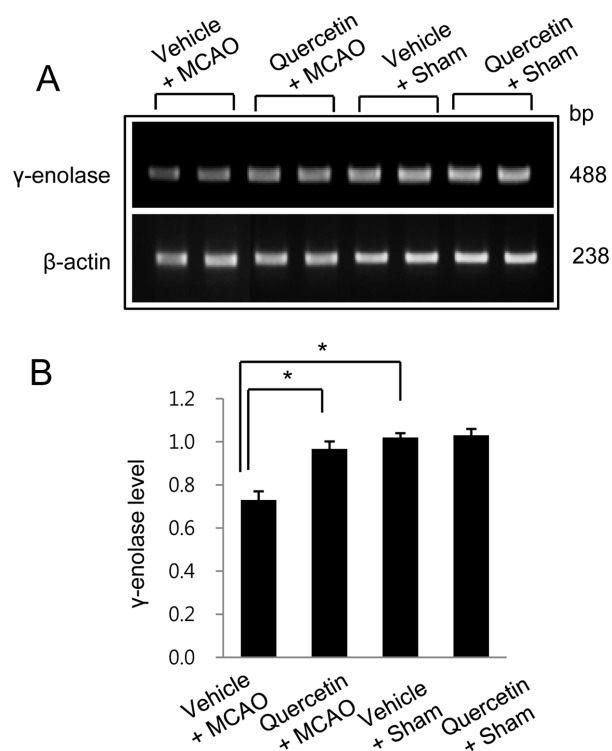 A
Vehicle
+ MCAO
Quercetin
+ MCAO
Vehicle
+ Sham
Quercetin
+ Sham
bp
γ-enolase
488
β-actin
238
B
*
*
1.2
1.0
0.8
0.6
0.4
0.2
0.0
γ-enolase level
Vehicle
+ MCAO
Quercetin
+ MCAO
Vehicle
+ Sham
Quercetin
+ Sham